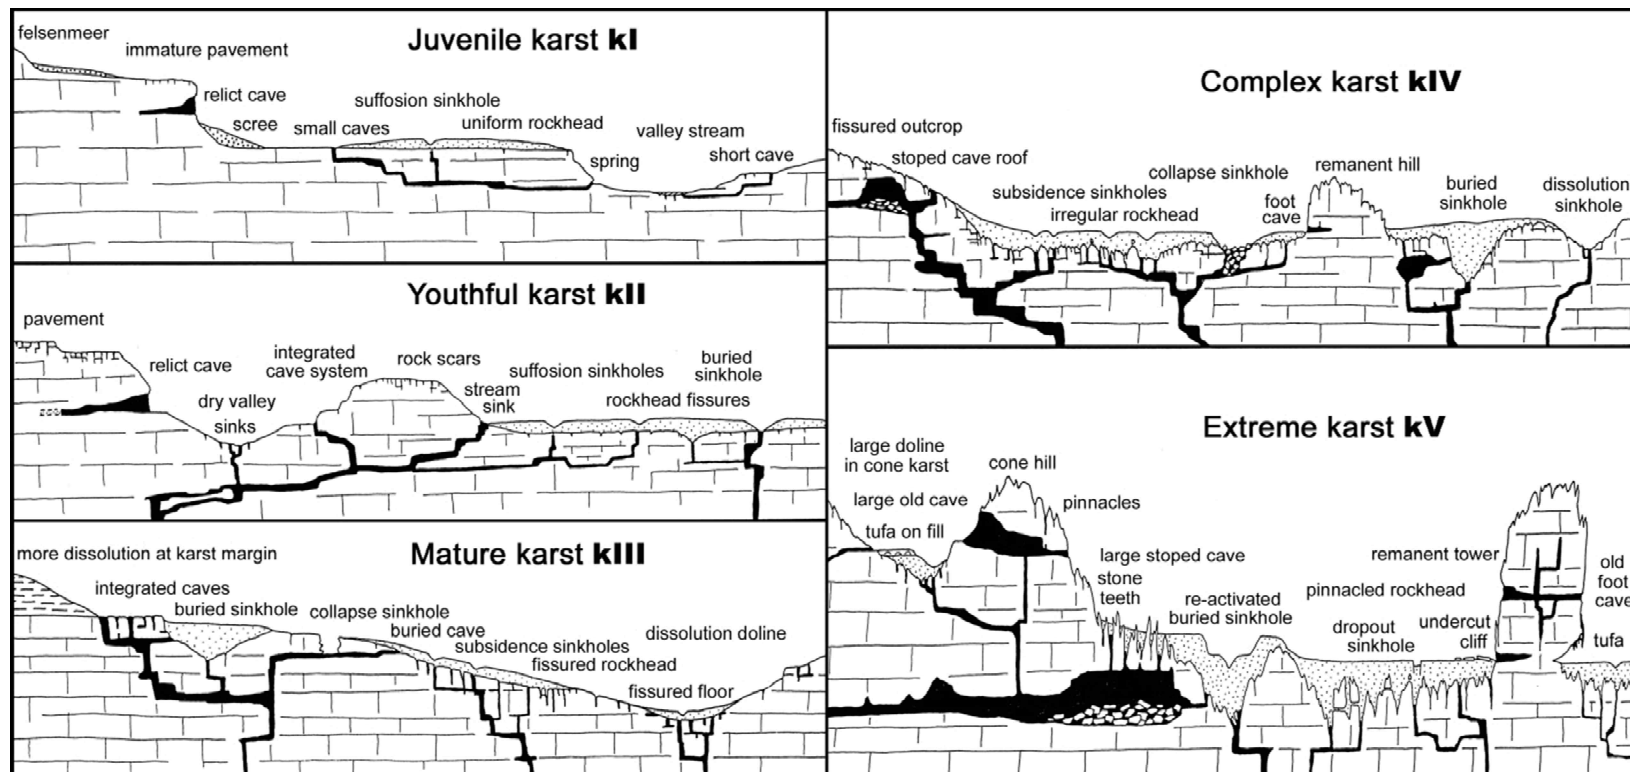 Juvenile karst kI
felsenmeer
immature pavement
relict cave
scree
suffosion sinkhole
small caves
uniform rockhead
spring
valley stream
short cave
Youthful karst kII
pavement
relict cave
dry valley
sinks
integrated
cave system
rock scars
stream
sink
suffosion sinkholes
rockhead fissures
buried
sinkhole
Mature karst kIII
more dissolution at karst margin
integrated caves
buried sinkhole
collapse sinkhole
buried cave
subsidence sinkholes
fissured rockhead
dissolution doline
fissured floor
Complex karst kIV
fissured outcrop
stoped cave roof
subsidence sinkholes
irregular rockhead
collapse sinkhole
foot
cave
remanent hill
buried
sinkhole
dissolution
sinkhole
Extreme karst kV
large doline
in cone karst
large old cave
tufa on fill
cone hill
pinnacles
large stoped cave
stone
teeth
re-activated
buried sinkhole
pinnacled rockhead
dropout
sinkhole
remanent tower
undercut
cliff
old
foot
cave
tufa